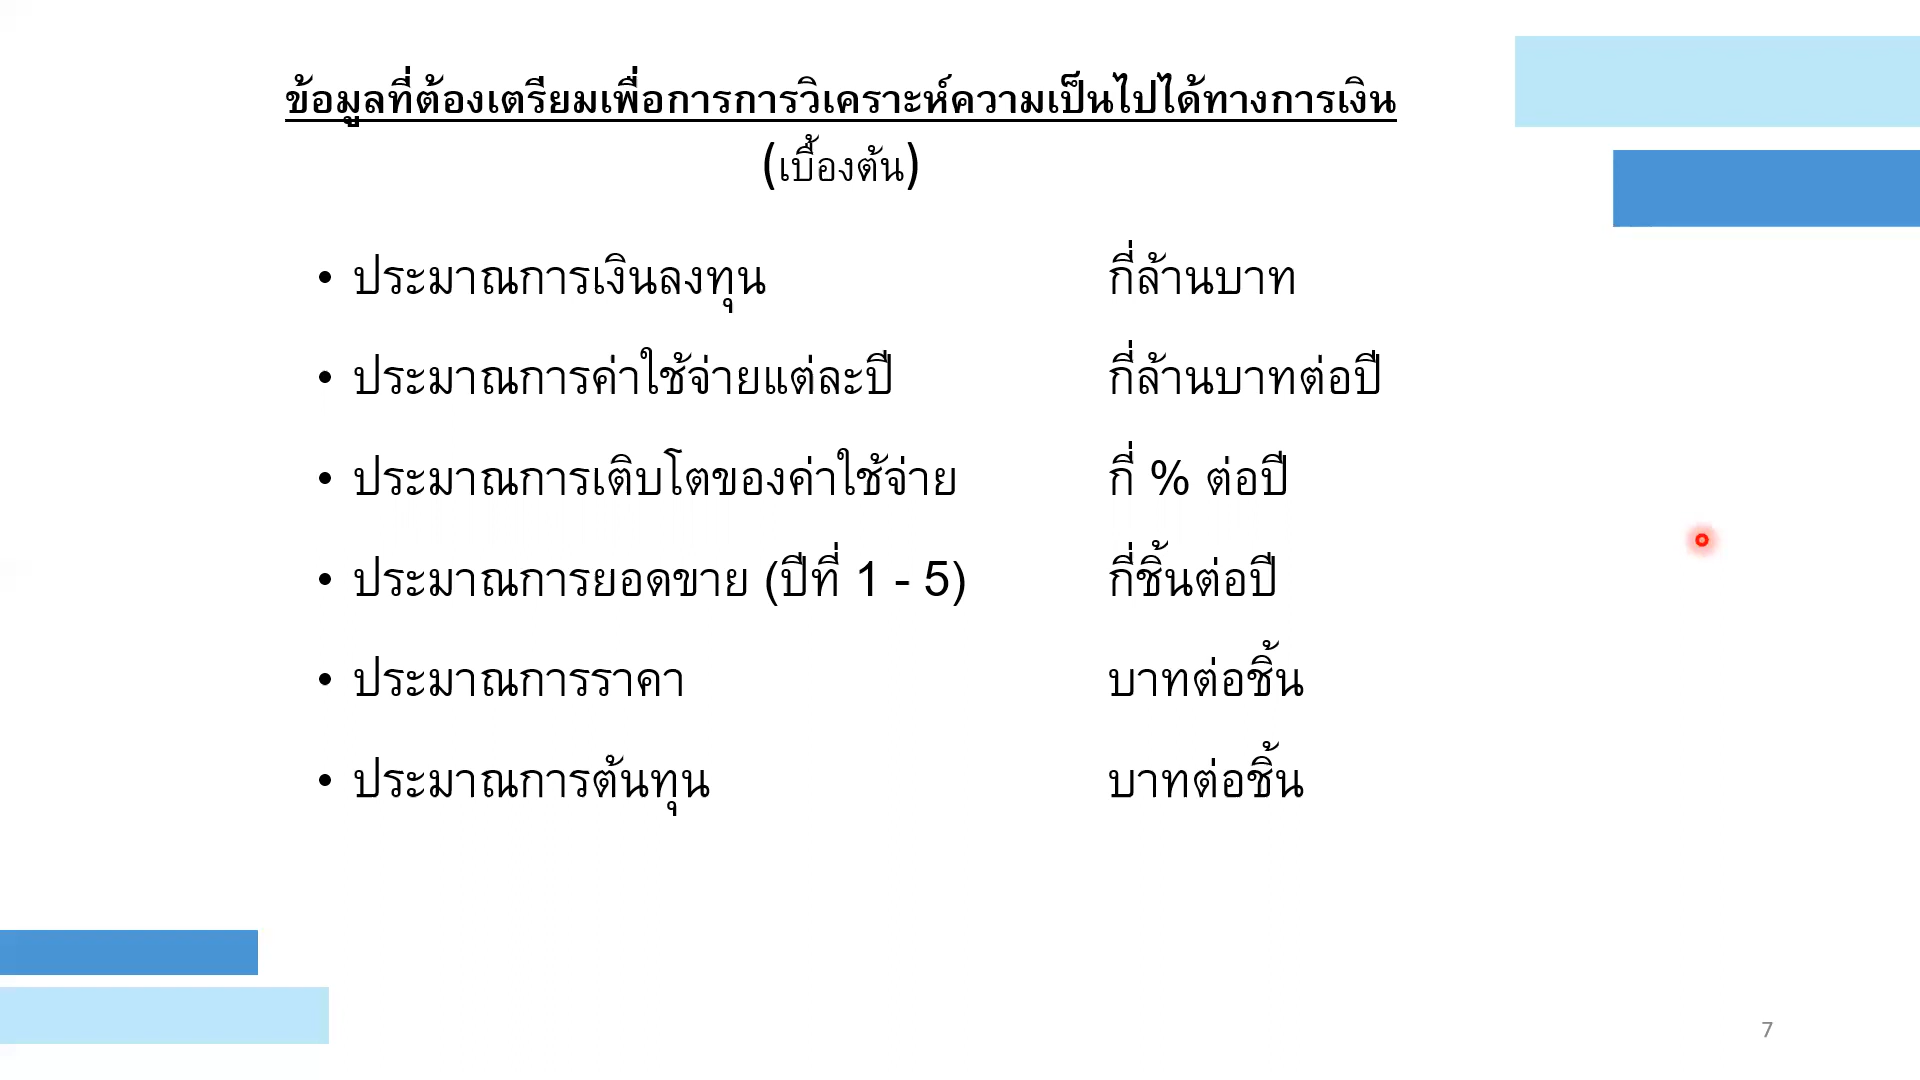 ข้อมูลที่ต้องเตรียมเพื่อการการวิเคราะห์ความเป็นไปได้ทางการเงิน
(เบื้องต้น)
• ประมาณการเงินลงทุน กี่ล้านบาท
• ประมาณการค่าใช้จ่ายแต่ละปี กี่ล้านบาทต่อปี
• ประมาณการเติบโตของค่าใช้จ่าย กี่ % ต่อปี
• ประมาณการยอดขาย (ปีที่ 1 - 5) กี่ชิ้นต่อปี
• ประมาณการราคา บาทต่อชิ้น
• ประมาณการต้นทุน บาทต่อชิ้น
7